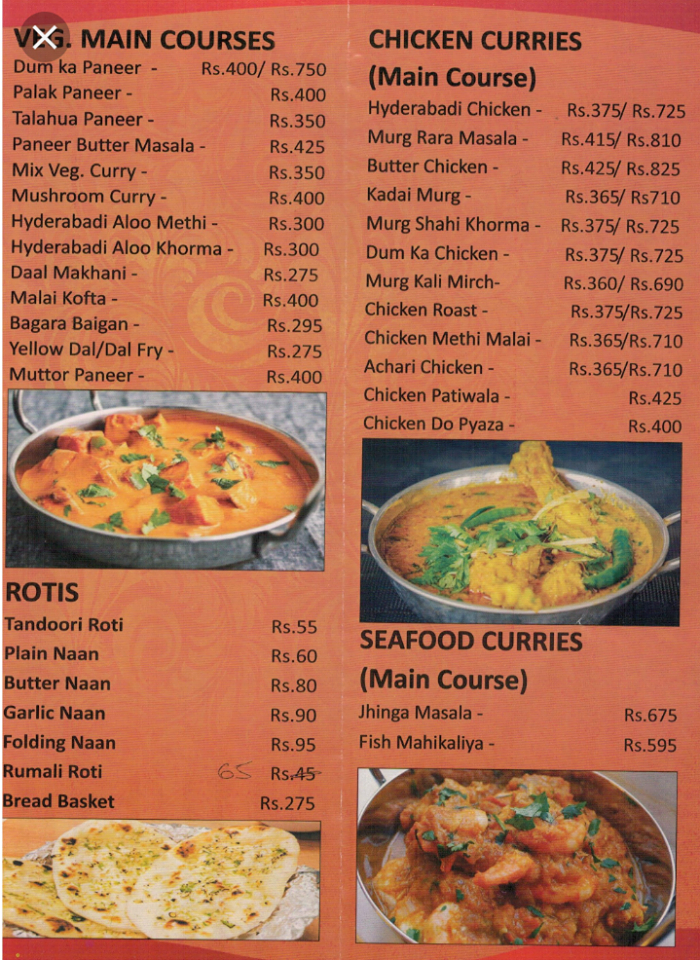 VEG. MAIN COURSES
Dum ka Paneer - Rs.400/ Rs.750
Palak Paneer - Rs.400
Talahua Paneer - Rs.350
Paneer Butter Masala - Rs.425
Mix Veg. Curry - Rs.350
Mushroom Curry - Rs.400
Hyderabadi Aloo Methi - Rs.300
Hyderabadi Aloo Khorma - Rs.300
Daal Makhani - Rs.275
Malai Kofta - Rs.400
Bagara Baigan - Rs.295
Yellow Dal/Dal Fry - Rs.275
Muttor Paneer - Rs.400
ROTIS
Tandoori Roti Rs.55
Plain Naan Rs.60
Butter Naan Rs.80
Garlic Naan Rs.90
Folding Naan Rs.95
Rumali Roti 65 Rs.45
Bread Basket Rs.275
CHICKEN CURRIES
(Main Course)
Hyderabadi Chicken - Rs.375/ Rs.725
Murg Rara Masala - Rs.415/ Rs.810
Butter Chicken - Rs.425/ Rs.825
Kadai Murg - Rs.365/ Rs710
Murg Shahi Khorma - Rs.375/ Rs.725
Dum Ka Chicken - Rs.375/ Rs.725
Murg Kali Mirch- Rs.360/ Rs.690
Chicken Roast - Rs.375/Rs.725
Chicken Methi Malai - Rs.365/Rs.710
Achari Chicken - Rs.365/Rs.710
Chicken Patiwala - Rs.425
Chicken Do Pyaza - Rs.400
SEAFOOD CURRIES
(Main Course)
Jhinga Masala - Rs.675
Fish Mahikaliya - Rs.595